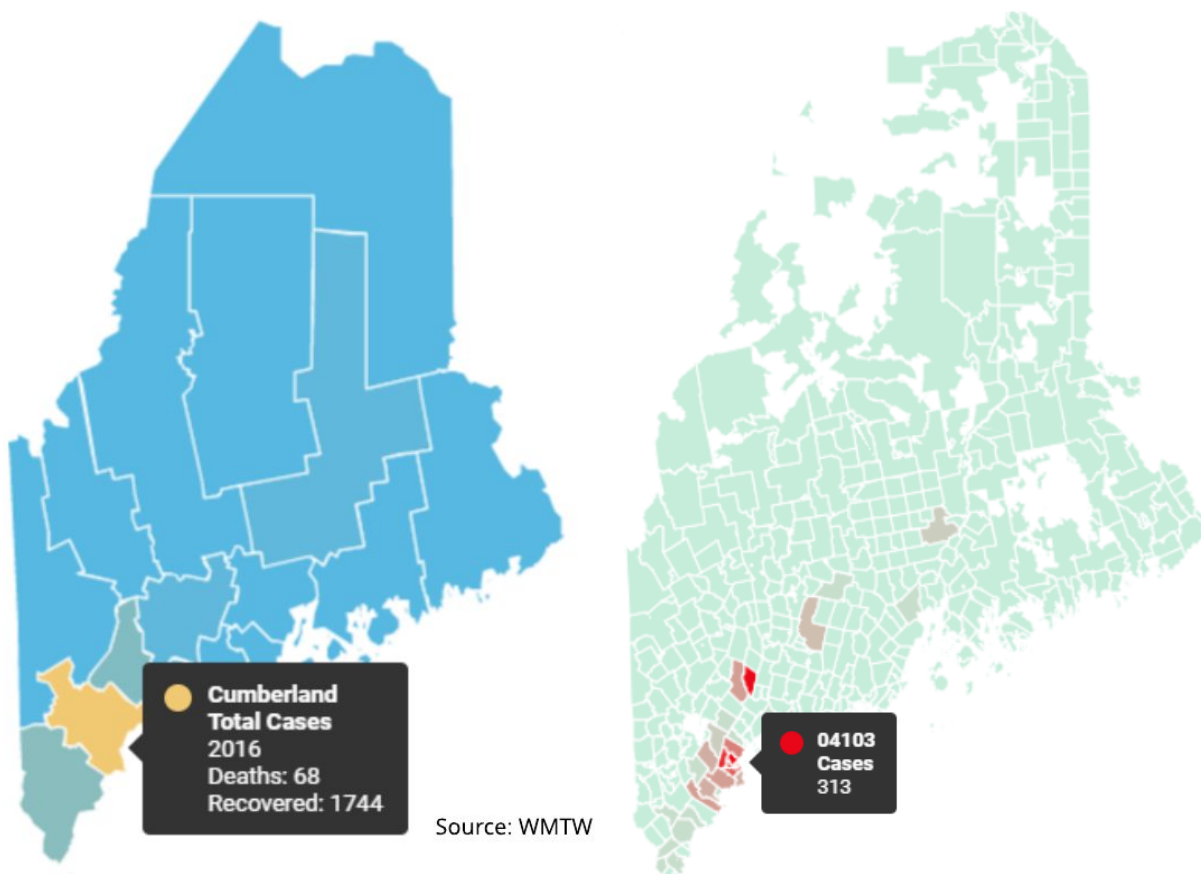 Cumberland
Total Cases
2016
Deaths: 68
Recovered: 1744
Source: WMTW
04103
Cases
313